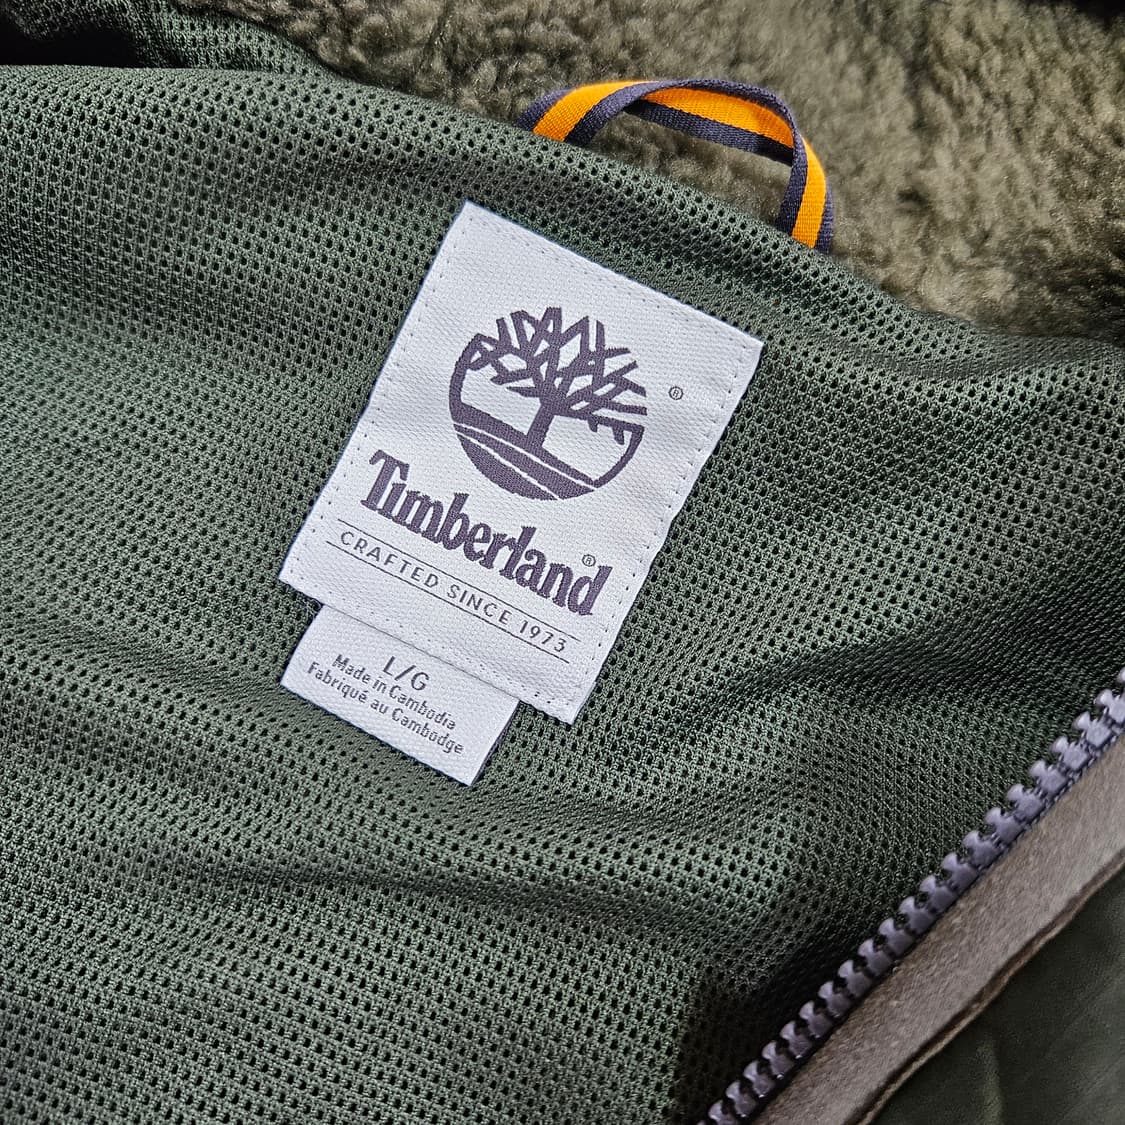 ®
Timberland®
CRAFTED SINCE 1973
L/G
Made in Cambodia
Fabriqué au Cambodge